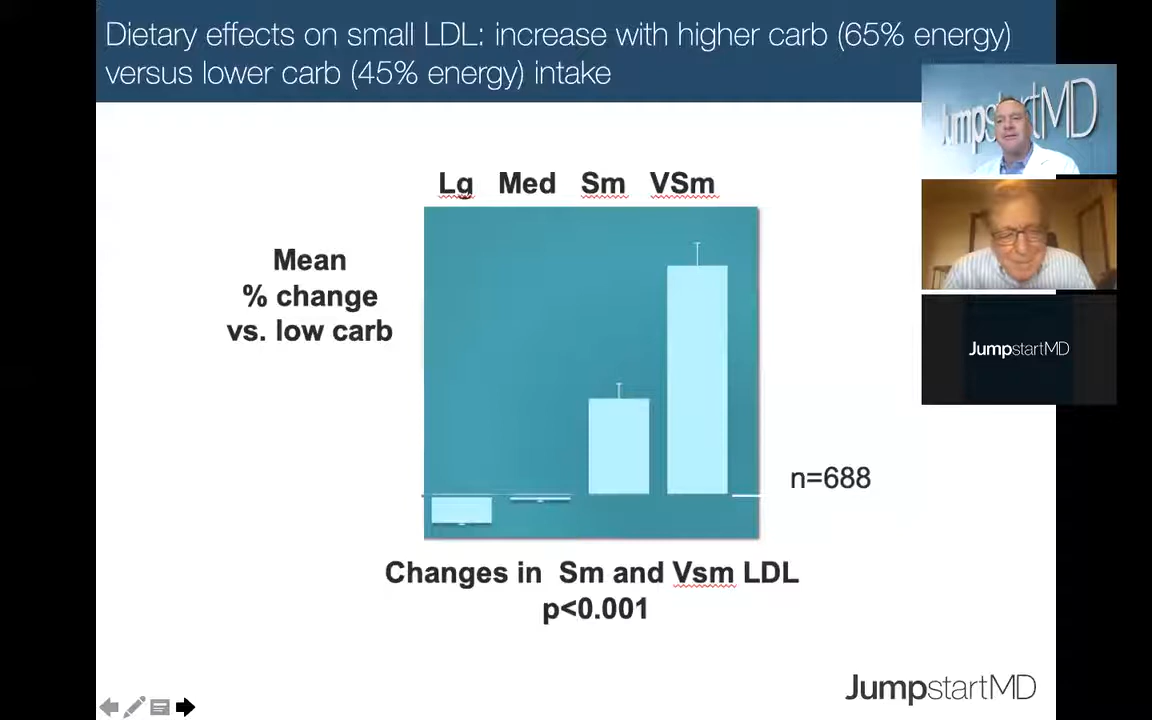 Dietary effects on small LDL: increase with higher carb (65% energy)
versus lower carb (45% energy) intake
JumpstartMD
Lg Med Sm VSm
Mean
% change
vs. low carb
JumpstartMD
n=688
Changes in Sm and Vsm LDL
p<0.001
JumpstartMD